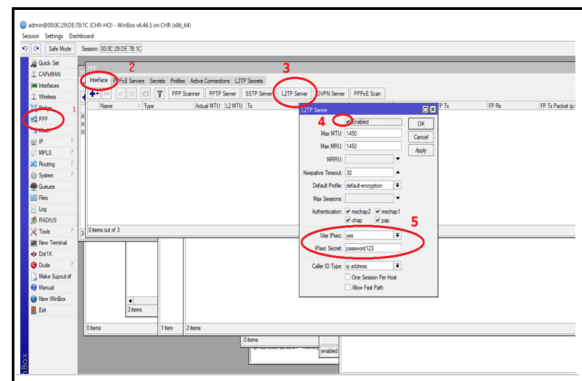 admin@00:0C:29:DE:7B:1C (CHR-HO) - WinBox v6.46.5 on CHR (x86_64)
Session Settings Dashboard
Safe Mode Session: 00:0C:29:DE:7B:1C
Quick Set
CAPsMAN
Interfaces
Wireless
Bridge
PPP
Mesh
IP
MPLS
Routing
System
Queues
Files
Log
RADIUS
Tools
New Terminal
Dot1X
Dude
Make Supout.rif
Manual
New WinBox
Exit
1
2
3
Interface PPPoE Servers Secrets Profiles Active Connections L2TP Secrets
PPP Scanner PPTP Server SSTP Server L2TP Server OVPN Server PPPoE Scan
Name Type Actual MTU L2 MTU Tx FP Tx FP Rx FP Tx Packet (p/
L2TP Server
4
Enabled
OK
Max MTU: 1450
Cancel
Max MRU: 1450
Apply
MRRU:
Keepalive Timeout: 30
Default Profile: default-encryption
Max Sessions:
Authentication: mschap2 mschap1
chap pap
5
Use IPsec: yes
IPsec Secret: password123
Caller ID Type: ip address
One Session Per Host
Allow Fast Path
0 items out of 3
3 items
0 items 1 item 2 items
0 items
enabled